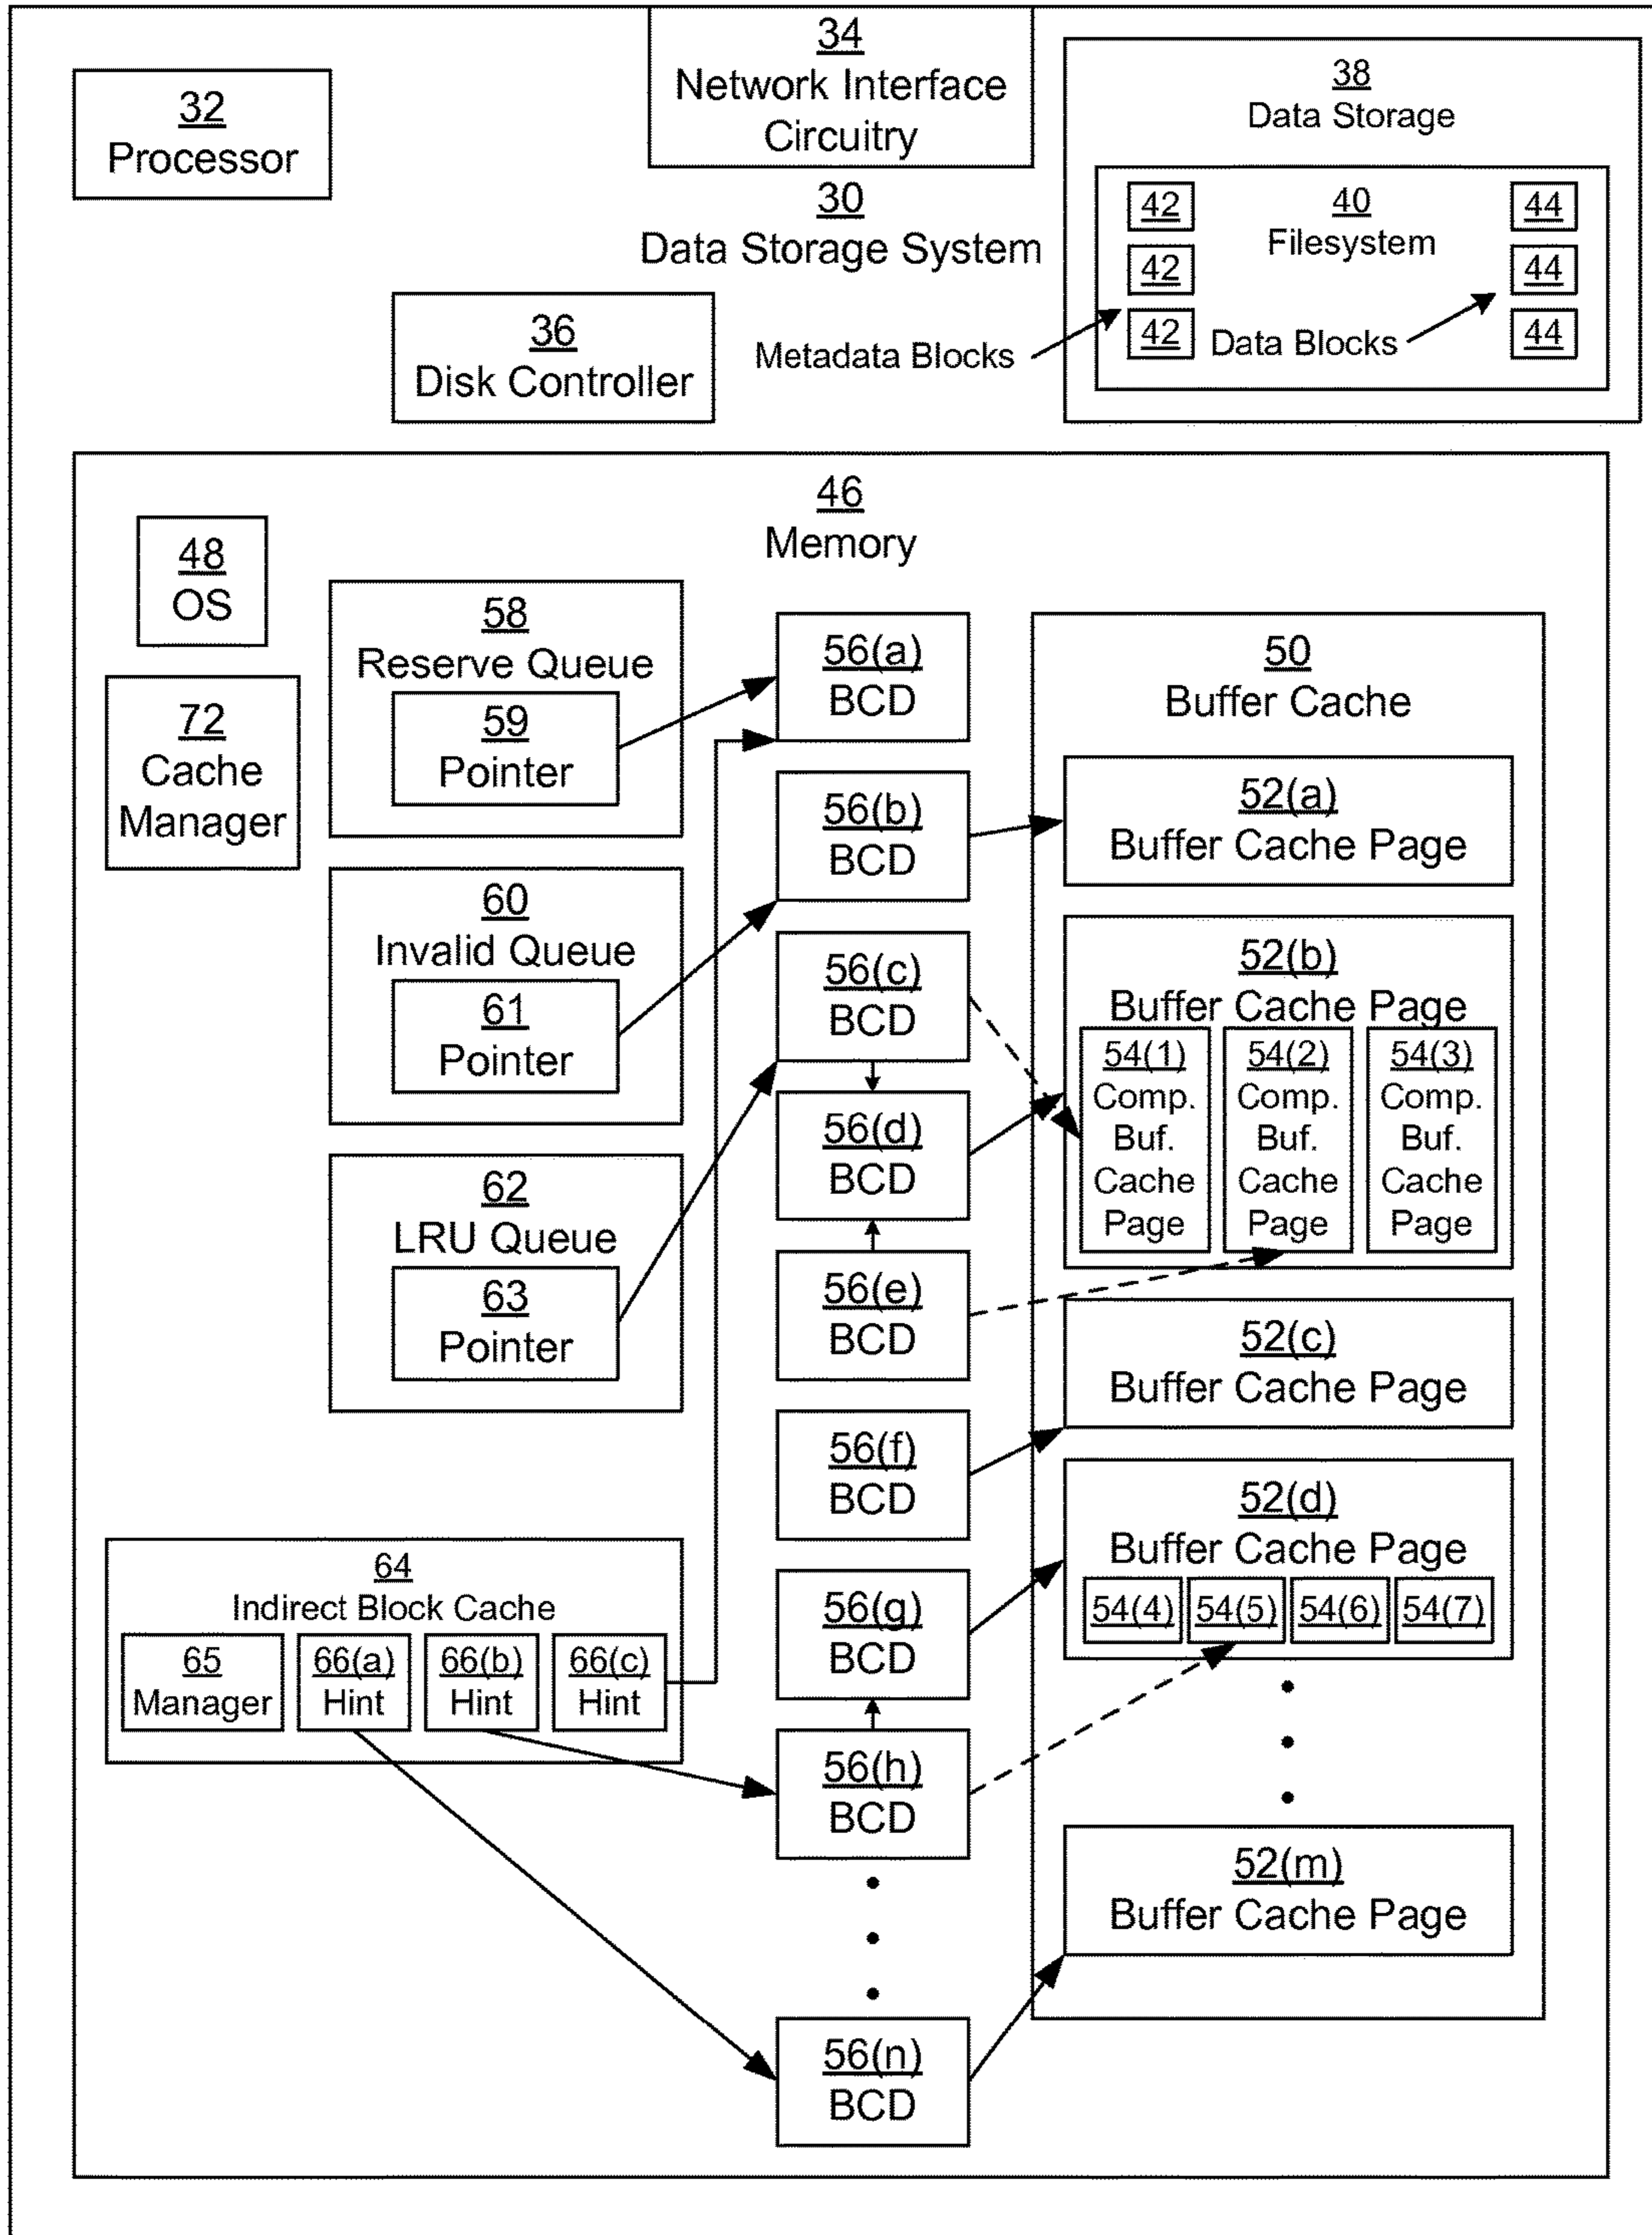 34
Network Interface
Circuitry
32
Processor
30
Data Storage System
36
Disk Controller
38
Data Storage
40
Filesystem
42
42
42
44
44
44
Metadata Blocks
Data Blocks
46
Memory
48
OS
72
Cache
Manager
58
Reserve Queue
59
Pointer
60
Invalid Queue
61
Pointer
62
LRU Queue
63
Pointer
64
Indirect Block Cache
65
Manager
66(a)
Hint
66(b)
Hint
66(c)
Hint
56(a)
BCD
56(b)
BCD
56(c)
BCD
56(d)
BCD
56(e)
BCD
56(f)
BCD
56(g)
BCD
56(h)
BCD
56(n)
BCD
50
Buffer Cache
52(a)
Buffer Cache Page
52(b)
Buffer Cache Page
54(1)
Comp.
Buf.
Cache
Page
54(2)
Comp.
Buf.
Cache
Page
54(3)
Comp.
Buf.
Cache
Page
52(c)
Buffer Cache Page
52(d)
Buffer Cache Page
54(4)
54(5)
54(6)
54(7)
52(m)
Buffer Cache Page